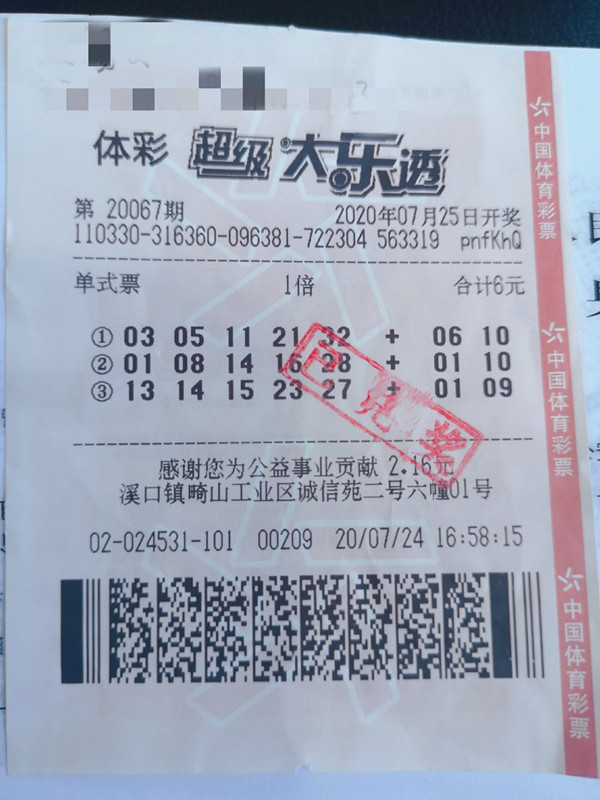 体彩 超级大乐透
第 20067期 2020年07月25日开奖
110330-316360-096381-722304 563319 pnfKhQ
单式票 1倍 合计6元
① 03 05 11 21 32 + 06 10
② 01 08 14 16 28 + 01 10
③ 13 14 15 23 27 + 01 09
已兑奖
感谢您为公益事业贡献 2.16元
溪口镇畸山工业区诚信苑二号六幢01号
02-024531-101 00209 20/07/24 16:58:15
中国体育彩票
中国体育彩票
中国体育彩票